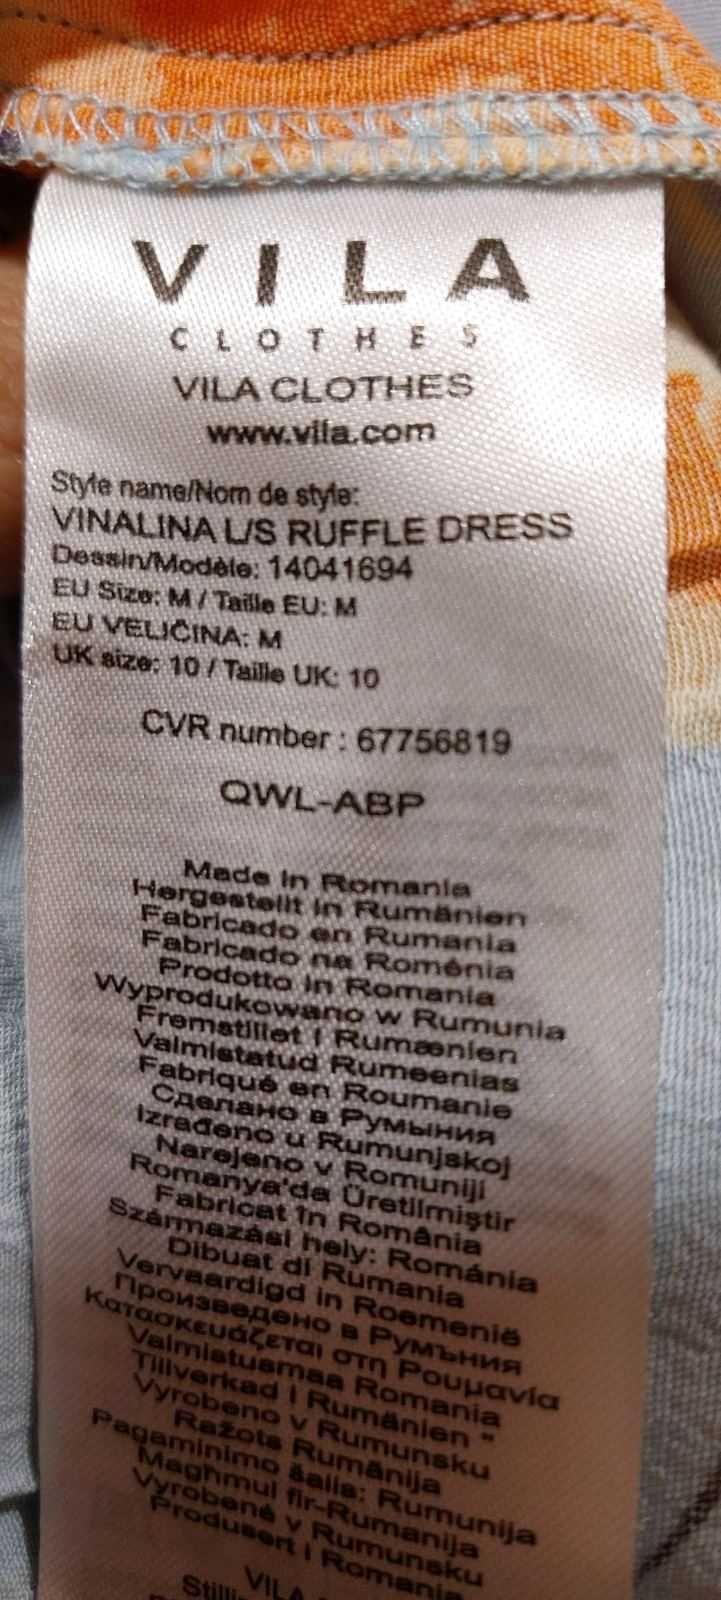 VILA
CLOTHES
VILA CLOTHES
www.vila.com
Style name/Nom de style:
VINALINA L/S RUFFLE DRESS
Dessin/Modèle: 14041694
EU Size: M / Taille EU: M
EU VELIČINA: M
UK size: 10 / Taille UK: 10
CVR number : 67756819
QWL-ABP
Made in Romania
Hergestellt in Rumänien
Fabricado en Rumania
Fabricado na Roménia
Prodotto in Romania
Wyprodukowano w Rumunia
Fremstillet i Rumænien
Valmistatud Rumeenias
Fabriqué en Roumanie
Сделано в Румыния
Izrađeno u Rumunjskoj
Narejeno v Romuniji
Romanya'da Üretilmiştir
Fabricat în România
Származási hely: Románia
Dibuat di Rumania
Vervaardigd in Roemenië
Произведено в Румъния
Κατασκευάζεται στη Ρουμανία
Valmistusmaa Romania
Tillverkad i Rumänien "
Vyrobeno v Rumunsku
Ražots Rumānija
Pagaminimo šalis: Rumunija
Maghmul fir-Rumanija
Vyrobené v Rumunsku
Produsert i Romania
VILA